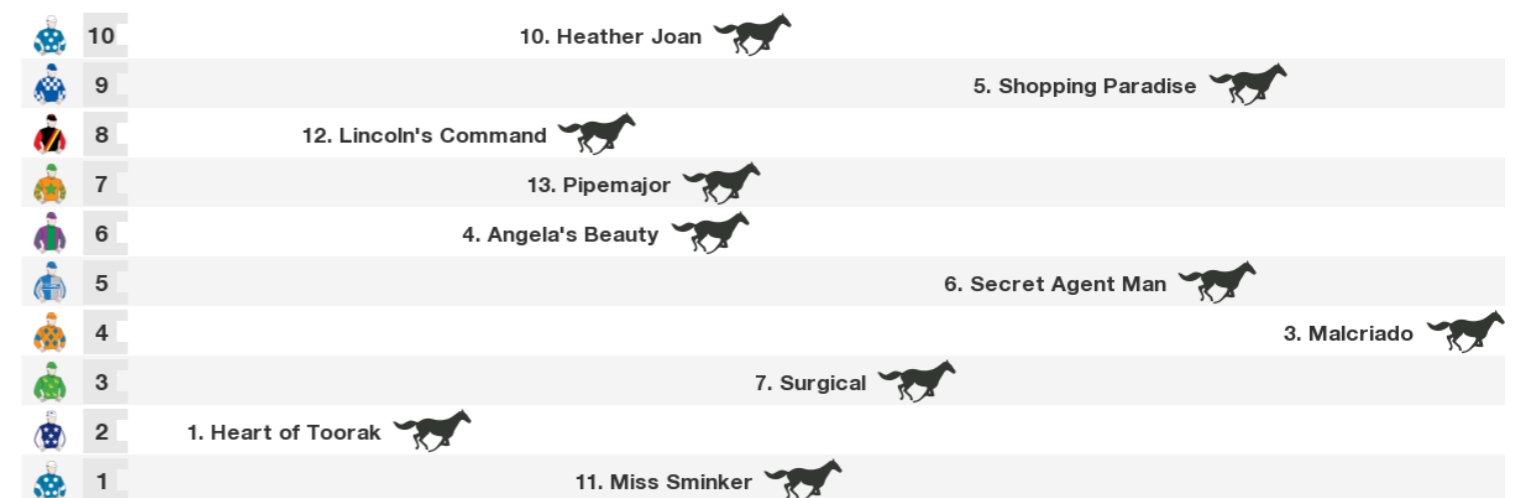 10 10. Heather Joan
9 5. Shopping Paradise
8 12. Lincoln's Command
7 13. Pipemajor
6 4. Angela's Beauty
5 6. Secret Agent Man
4 3. Malcriado
3 7. Surgical
2 1. Heart of Toorak
1 11. Miss Sminker